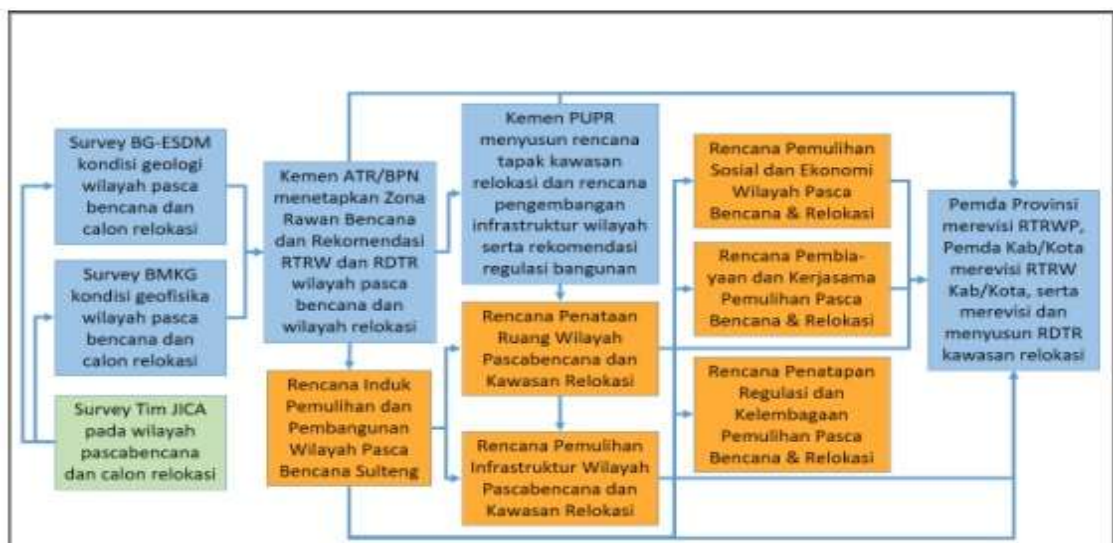 Survey BG-ESDM
kondisi geologi
wilayah pasca
bencana dan
calon relokasi
Survey BMKG
kondisi geofisika
wilayah pasca
bencana dan
calon relokasi
Survey Tim JICA
pada wilayah
pascabencana
dan calon relokasi
Kemen ATR/BPN
menetapkan Zona
Rawan Bencana
dan Rekomendasi
RTRW dan RDTR
wilayah pasca
bencana dan
wilayah relokasi
Rencana Induk
Pemulihan dan
Pembangunan
Wilayah Pasca
Bencana Sulteng
Kemen PUPR
menyusun rencana
tapak kawasan
relokasi dan rencana
pengembangan
infrastruktur wilayah
serta rekomendasi
regulasi bangunan
Rencana Penataan
Ruang Wilayah
Pascabencana dan
Kawasan Relokasi
Rencana Pemulihan
Infrastruktur Wilayah
Pascabencana dan
Kawasan Relokasi
Rencana Pemulihan
Sosial dan Ekonomi
Wilayah Pasca
Bencana & Relokasi
Rencana Pembia-
yaan dan Kerjasama
Pemulihan Pasca
Bencana & Relokasi
Rencana Penatapan
Regulasi dan
Kelembagaan
Pemulihan Pasca
Bencana & Relokasi
Pemda Provinsi
merevisi RTRWP,
Pemda Kab/Kota
merevisi RTRW
Kab/Kota, serta
merevisi dan
menyusun RDTR
kawasan relokasi